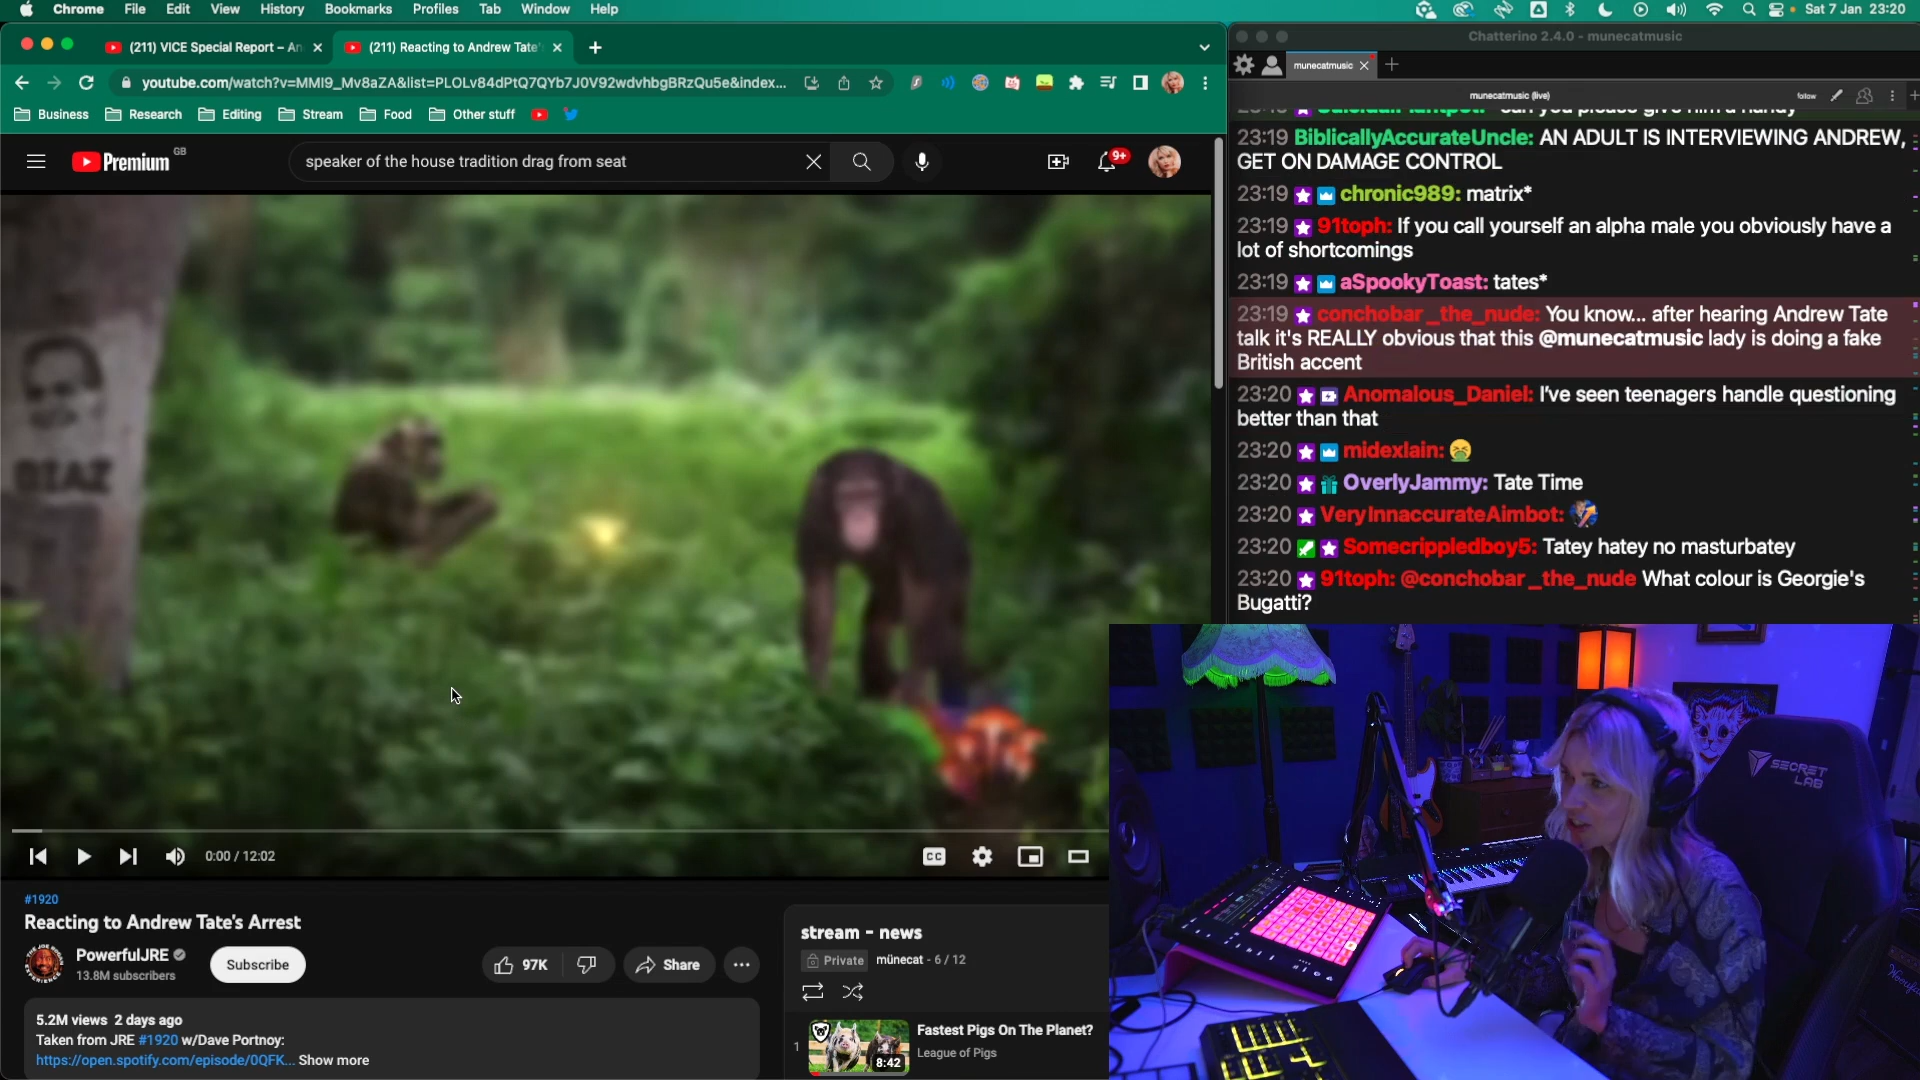 Chrome File Edit View History Bookmarks Profiles Tab Window Help
Sat 7 Jan 23:20
(211) VICE Special Report – An
(211) Reacting to Andrew Tate'
youtube.com/watch?v=MMI9_Mv8aZA&list=PLOLv84dPtQ7QYb7J0V92wdvhbgBRzQu5e&index...
Business Research Editing Stream Food Other stuff
Premium GB
speaker of the house tradition drag from seat
9+
DIAZ
0:00 / 12:02
CC
#1920
Reacting to Andrew Tate's Arrest
PowerfulJRE
13.8M subscribers
Subscribe
97K
Share
5.2M views 2 days ago
Taken from JRE #1920 w/Dave Portnoy:
https://open.spotify.com/episode/0QFK... Show more
stream - news
Private münecat - 6 / 12
1
8:42
Fastest Pigs On The Planet?
League of Pigs
Chatterino 2.4.0 - munecatmusic
munecatmusic
munecatmusic (live)
follow
23:19 BiblicallyAccurateUncle: AN ADULT IS INTERVIEWING ANDREW,
GET ON DAMAGE CONTROL
23:19 chronic989: matrix*
23:19 91toph: If you call yourself an alpha male you obviously have a
lot of shortcomings
23:19 aSpookyToast: tates*
23:19 conchobar_the_nude: You know... after hearing Andrew Tate
talk it's REALLY obvious that this @munecatmusic lady is doing a fake
British accent
23:20 Anomalous_Daniel: I've seen teenagers handle questioning
better than that
23:20 midexlain:
23:20 OverlyJammy: Tate Time
23:20 VeryInnaccurateAimbot:
23:20 Somecrippledboy5: Tatey hatey no masturbatey
23:20 91toph: @conchobar_the_nude What colour is Georgie's
Bugatti?
SECRET
LAB